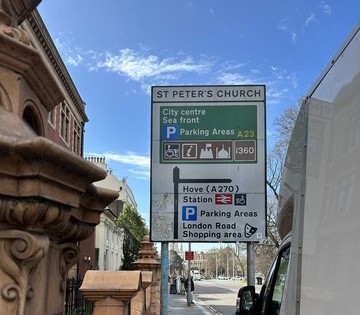 ST PETER'S CHURCH
City centre
Sea front
P Parking Areas A23
i i360
Hove (A270)
Station
P Parking Areas
London Road
Shopping area